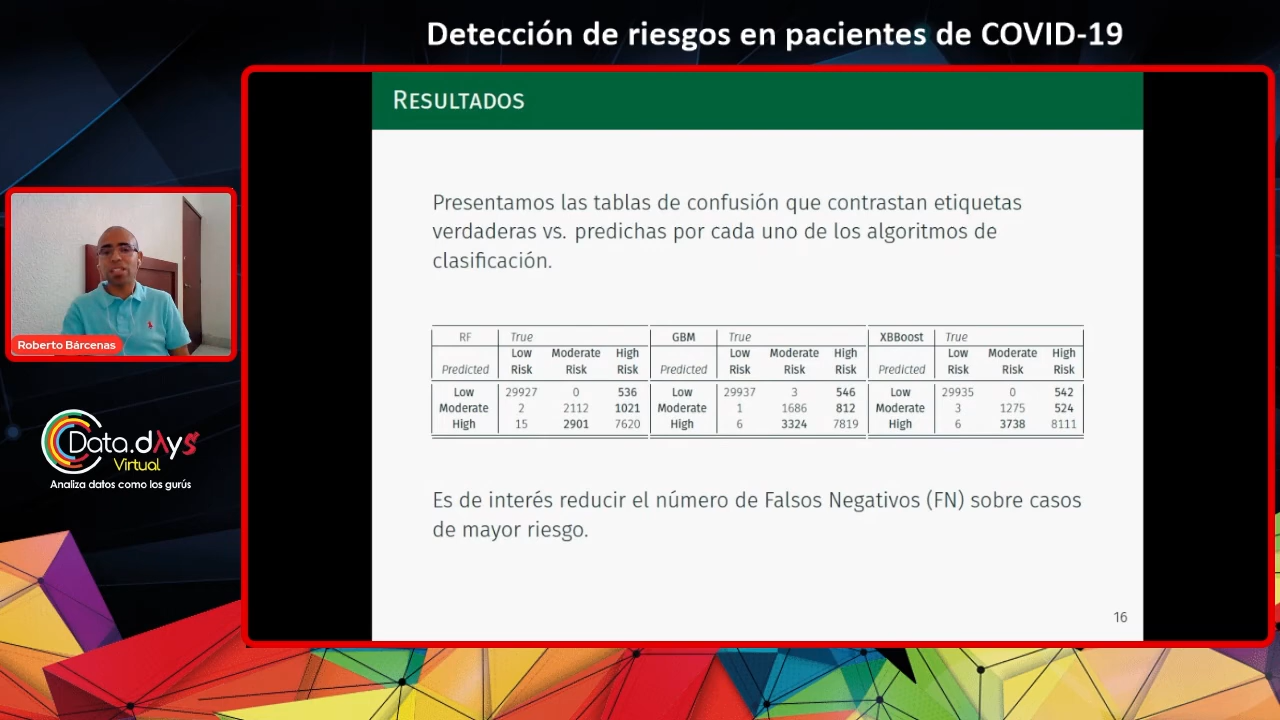 Detección de riesgos en pacientes de COVID-19
RESULTADOS
Presentamos las tablas de confusión que contrastan etiquetas
verdaderas vs. predichas por cada uno de los algoritmos de
clasificación.
RF True GBM True XBBoost True
Low Moderate High Low Moderate High Low Moderate High
Predicted Risk Risk Risk Predicted Risk Risk Risk Predicted Risk Risk Risk
Low 29927 0 536 Low 29937 3 546 Low 29935 0 542
Moderate 2 2112 1021 Moderate 1 1686 812 Moderate 3 1275 524
High 15 2901 7620 High 6 3324 7819 High 6 3738 8111
Es de interés reducir el número de Falsos Negativos (FN) sobre casos
de mayor riesgo.
16
Roberto Bárcenas
Data.dλys
Virtual
Analiza datos como los gurús